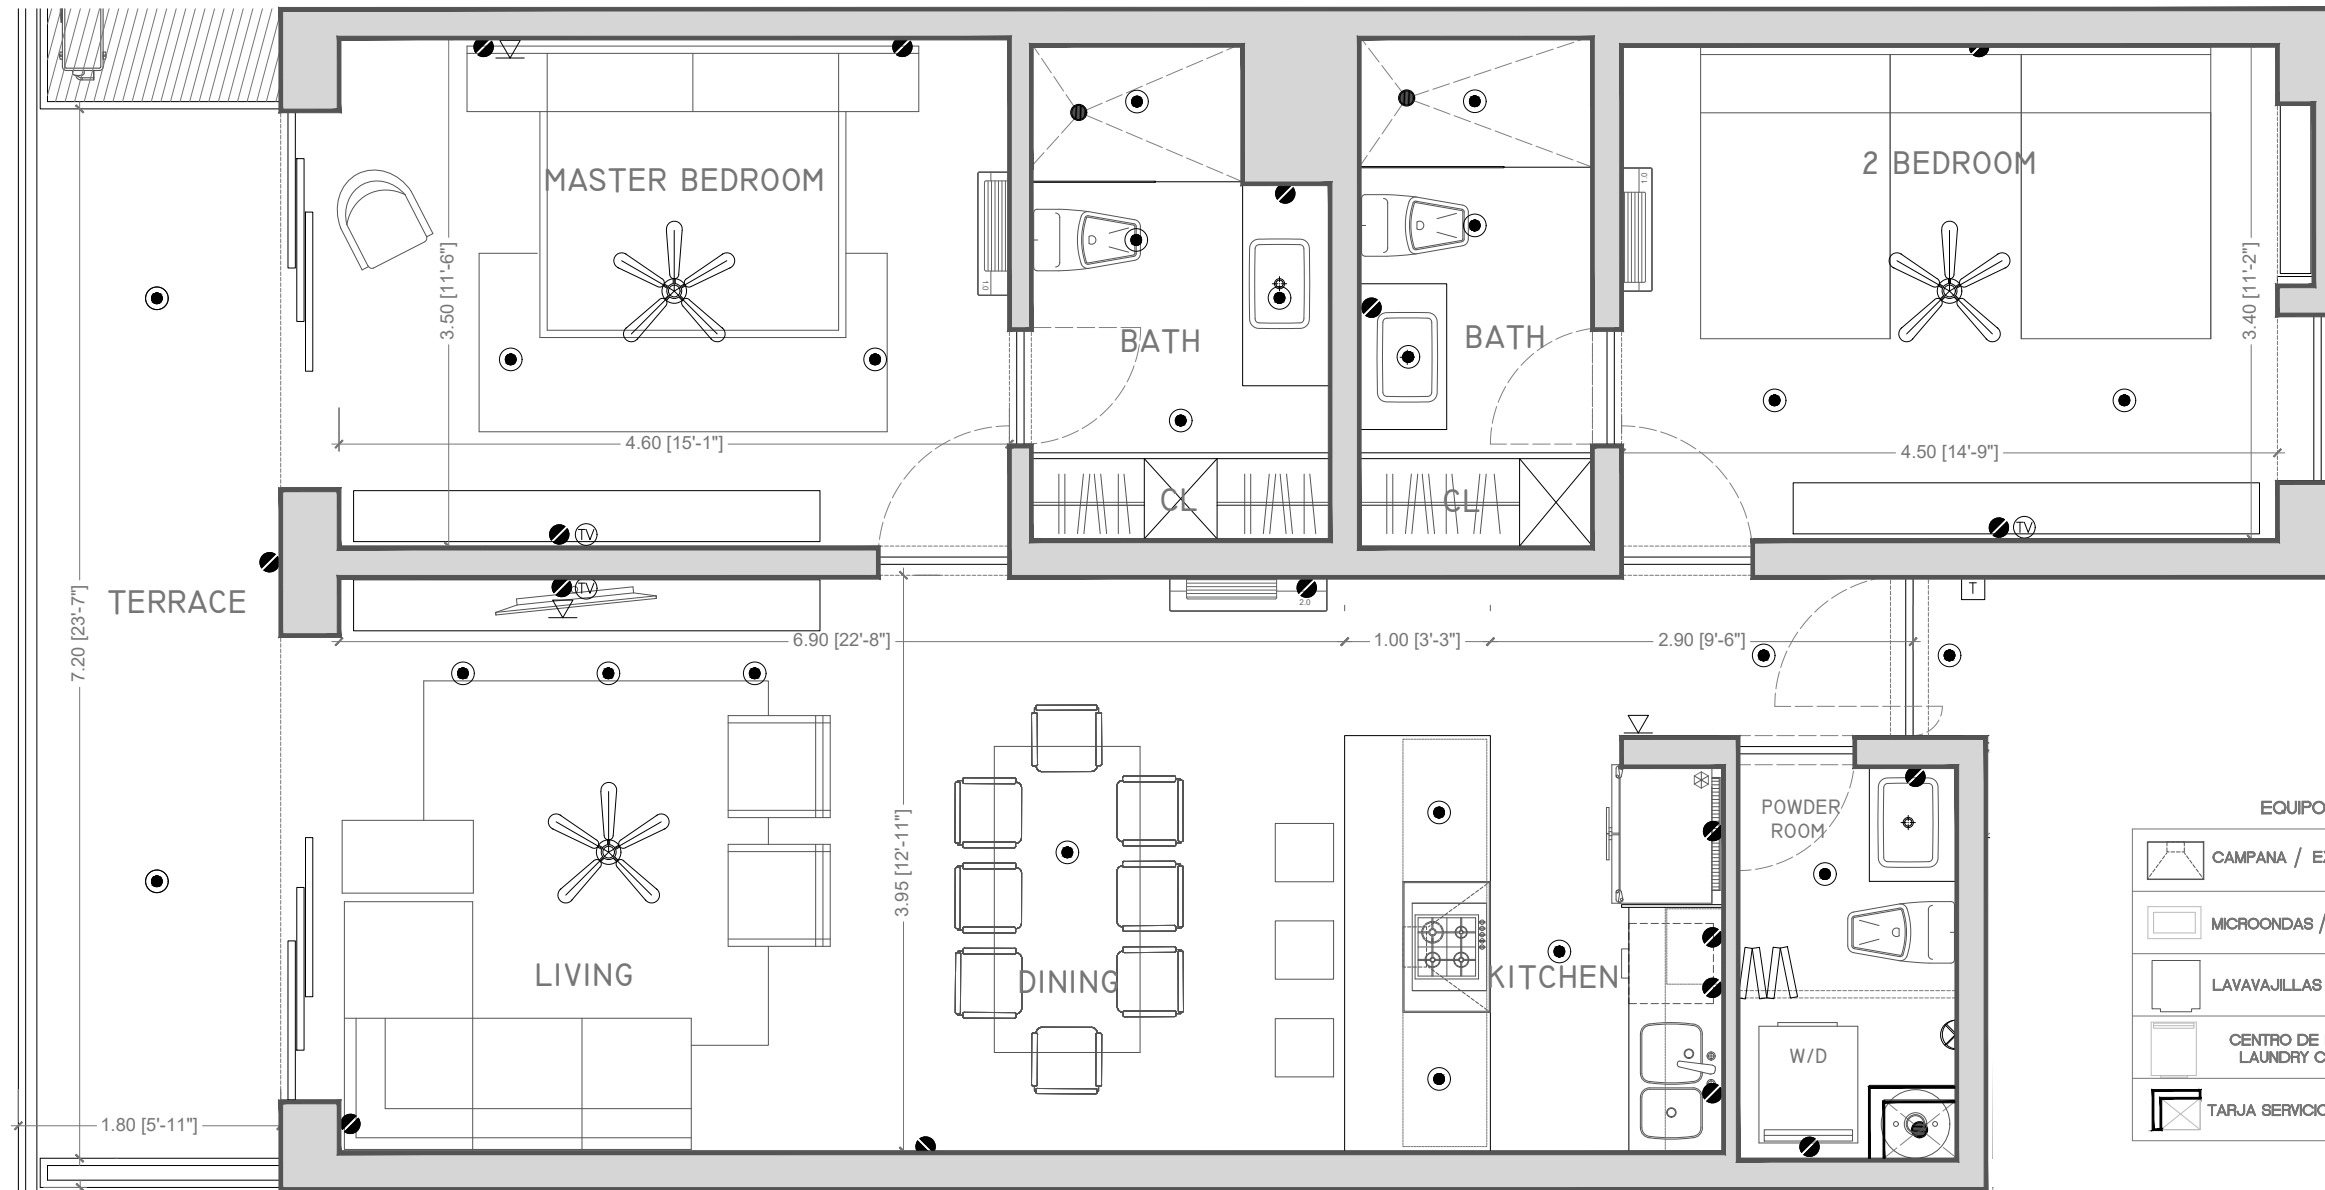 MASTER BEDROOM
2 BEDROOM
1.0
1.0
3.50 [11'-6"]
3.40 [11'-2"]
BATH
BATH
4.60 [15'-1"]
4.50 [14'-9"]
CL
CL
TV
TV
TV
TERRACE
7.20 [23'-7"]
2.0
T
6.90 [22'-8"]
1.00 [3'-3"]
2.90 [9'-6"]
3.95 [12'-11"]
POWDER
ROOM
LIVING
DINING
KITCHEN
W/D
1.80 [5'-11"]
EQUIPO
CAMPANA / E
MICROONDAS /
LAVAVAJILLAS
CENTRO DE
LAUNDRY C
TARJA SERVICIO